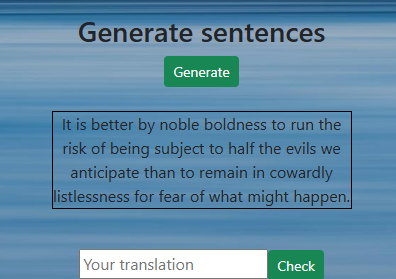 Generate sentences
Generate
It is better by noble boldness to run the
risk of being subject to half the evils we
anticipate than to remain in cowardly
listlessness for fear of what might happen.
Your translation
Check